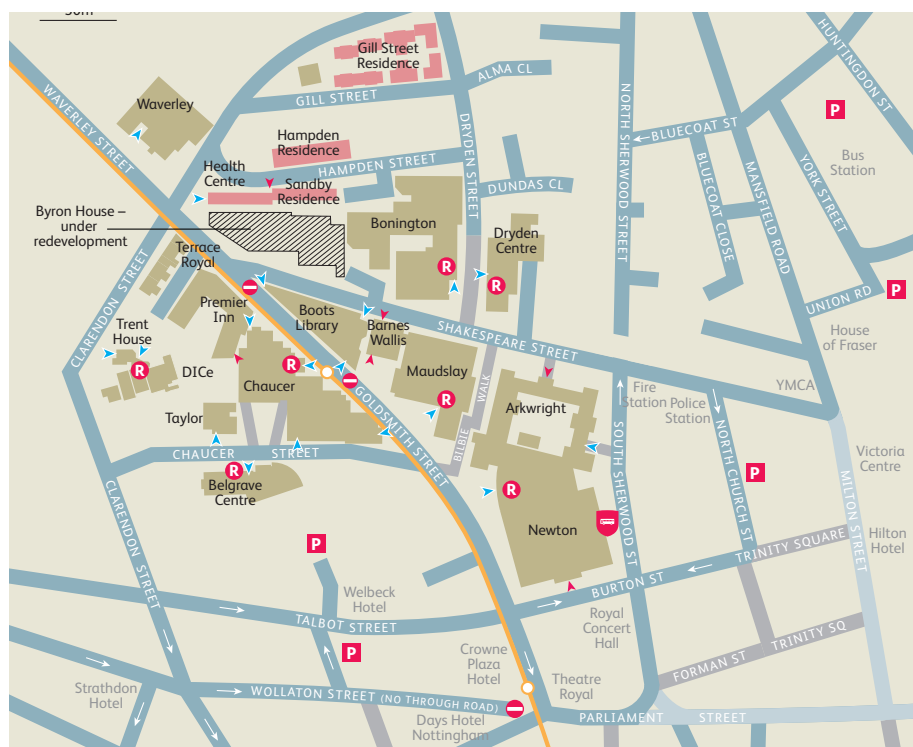 50m
Gill Street
Residence
ALMA CL
GILL STREET
HUNTINGDON ST
WAVERLEY STREET
Waverley
DRYDEN STREET
NORTH SHERWOOD STREET
BLUECOAT ST
P
Hampden
Residence
HAMPDEN STREET
Health
Centre
Sandby
Residence
DUNDAS CL
BLUECOAT CLOSE
MANSFIELD ROAD
YORK STREET
Bus
Station
Byron House –
under
redevelopment
Bonington
Dryden
Centre
Terrace
Royal
R
R
P
UNION RD
CLARENDON STREET
Premier
Inn
Boots
Library
Barnes
Wallis
SHAKESPEARE STREET
House
of Fraser
Trent
House
R
DICe
R
Chaucer
Maudslay
R
BILBIE WALK
Arkwright
Fire
Station
Police
Station
YMCA
GOLDSMITH STREET
Taylor
CHAUCER STREET
R
Belgrave
Centre
R
Newton
SOUTH SHERWOOD ST
NORTH CHURCH ST
P
Victoria
Centre
MILTON STREET
CLARENDON STREET
P
TRINITY SQUARE
Hilton
Hotel
BURTON ST
Welbeck
Hotel
TALBOT STREET
Royal
Concert
Hall
TRINITY SQ
FORMAN ST
P
Crowne
Plaza
Hotel
Theatre
Royal
Strathdon
Hotel
WOLLATON STREET (NO THROUGH ROAD)
Days Hotel
Nottingham
PARLIAMENT STREET